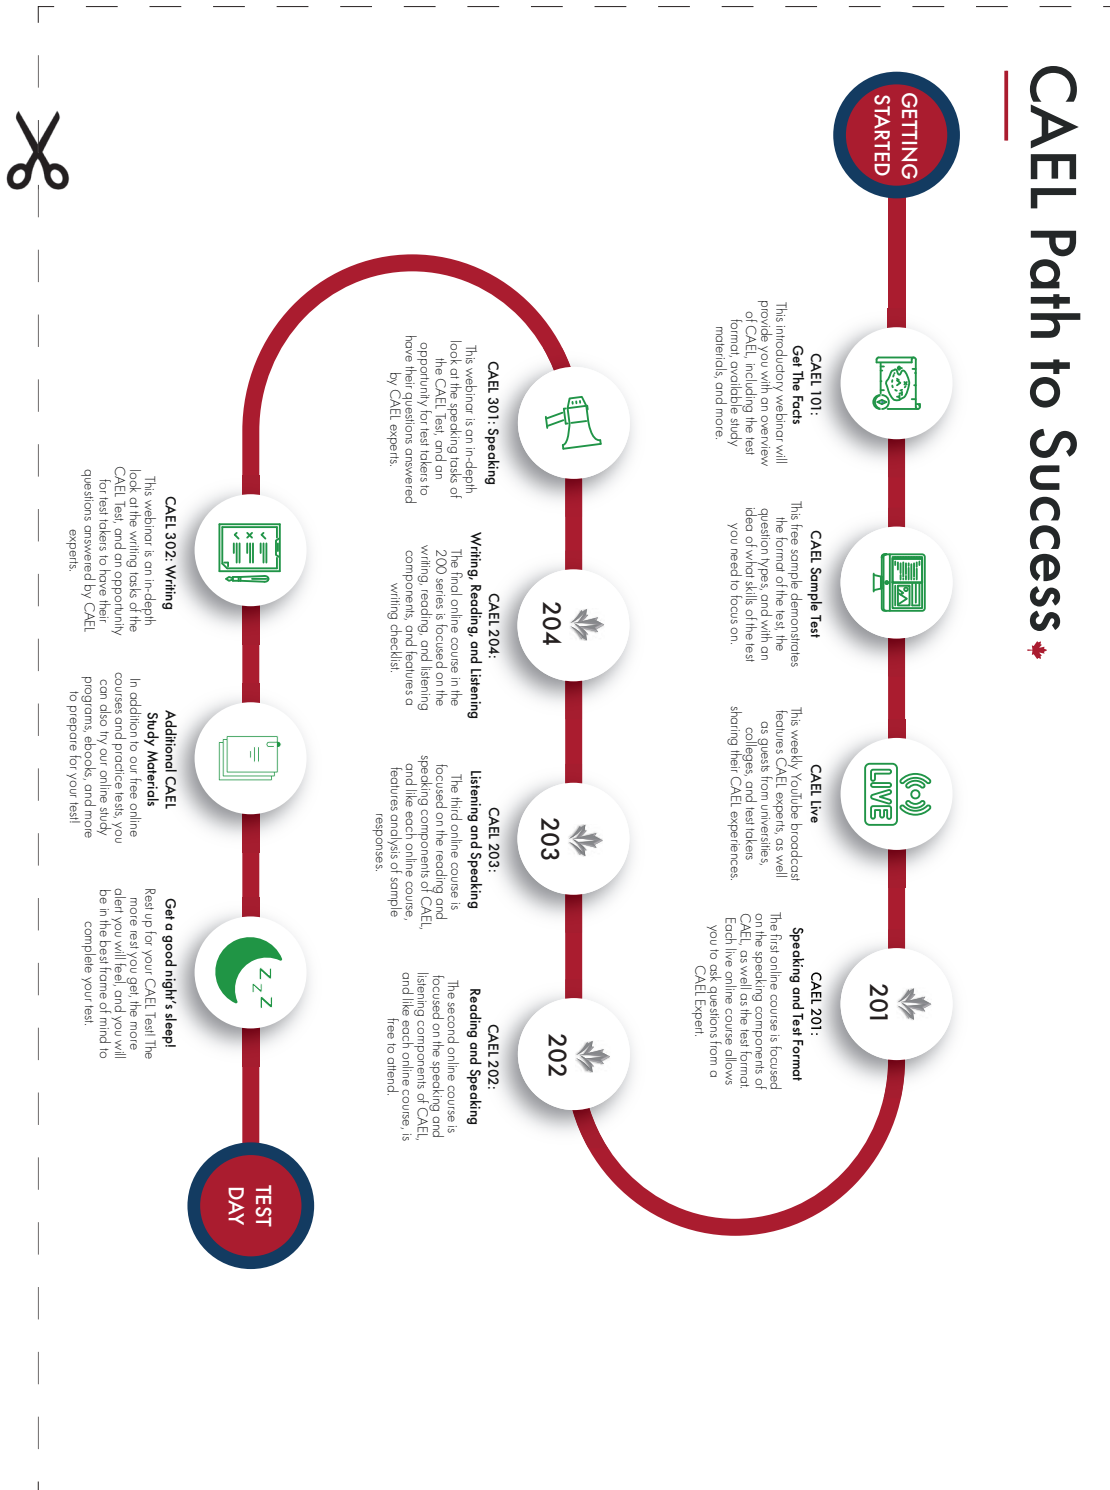 CAEL Path to Success
GETTING
STARTED
CAEL 101:
Get The Facts
This introductory webinar will
provide you with an overview
of CAEL, including the test
format, available study
materials, and more.
CAEL Sample Test
This free sample demonstrates
the format of the test, the
question types, and with an
idea of what skills of the test
you need to focus on.
LIVE
CAEL Live
This weekly YouTube broadcast
features CAEL experts, as well
as guests from universities,
colleges, and test takers
sharing their CAEL experiences.
201
CAEL 201:
Speaking and Test Format
The first online course is focused
on the speaking components of
CAEL, as well as the test format.
Each live online course allows
you to ask questions from a
CAEL Expert.
202
CAEL 202:
Reading and Speaking
The second online course is
focused on the speaking and
listening components of CAEL,
and like each online course, is
free to attend.
203
CAEL 203:
Listening and Speaking
The third online course is
focused on the reading and
speaking components of CAEL,
and like each online course,
features analysis of sample
responses.
204
CAEL 204:
Writing, Reading, and Listening
The final online course in the
200 series is focused on the
writing, reading, and listening
components, and features a
writing checklist.
CAEL 301: Speaking
This webinar is an in-depth
look at the speaking tasks of
the CAEL Test, and an
opportunity for test takers to
have their questions answered
by CAEL experts.
CAEL 302: Writing
This webinar is an in-depth
look at the writing tasks of the
CAEL Test, and an opportunity
for test takers to have their
questions answered by CAEL
experts.
Additional CAEL
Study Materials
In addition to our free online
courses and practice tests, you
can also try our online study
programs, ebooks, and more
to prepare for your test!
z z z
Get a good night's sleep!
Rest up for your CAEL Test! The
more rest you get, the more
alert you will feel, and you will
be in the best frame of mind to
complete your test.
TEST
DAY